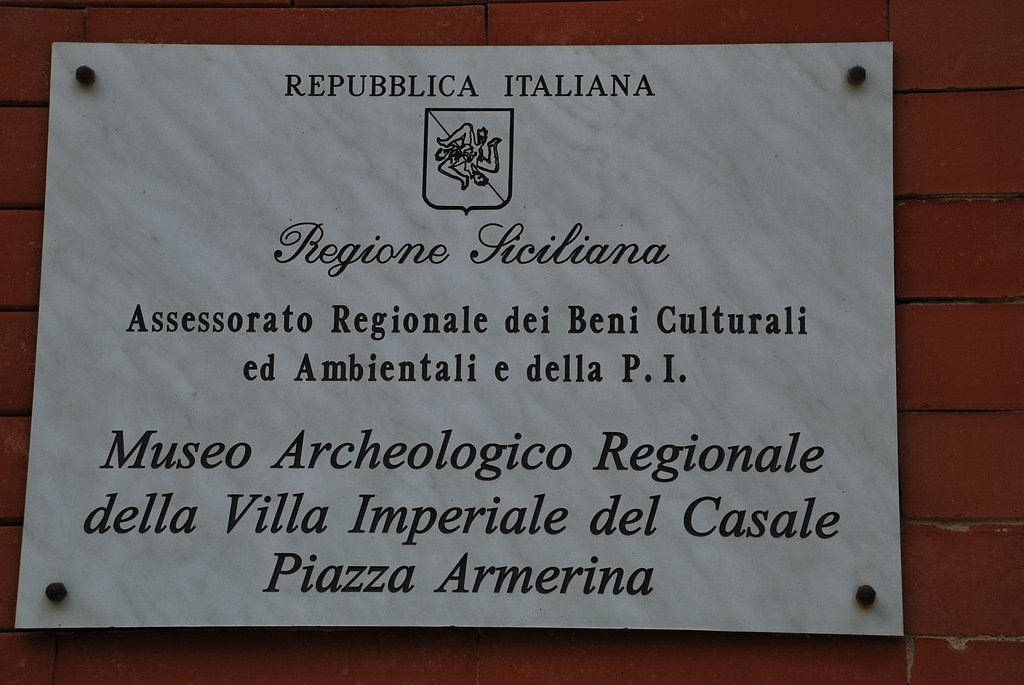 REPUBBLICA ITALIANA
Regione Siciliana
Assessorato Regionale dei Beni Culturali
ed Ambientali e della P.I.
Museo Archeologico Regionale
della Villa Imperiale del Casale
Piazza Armerina